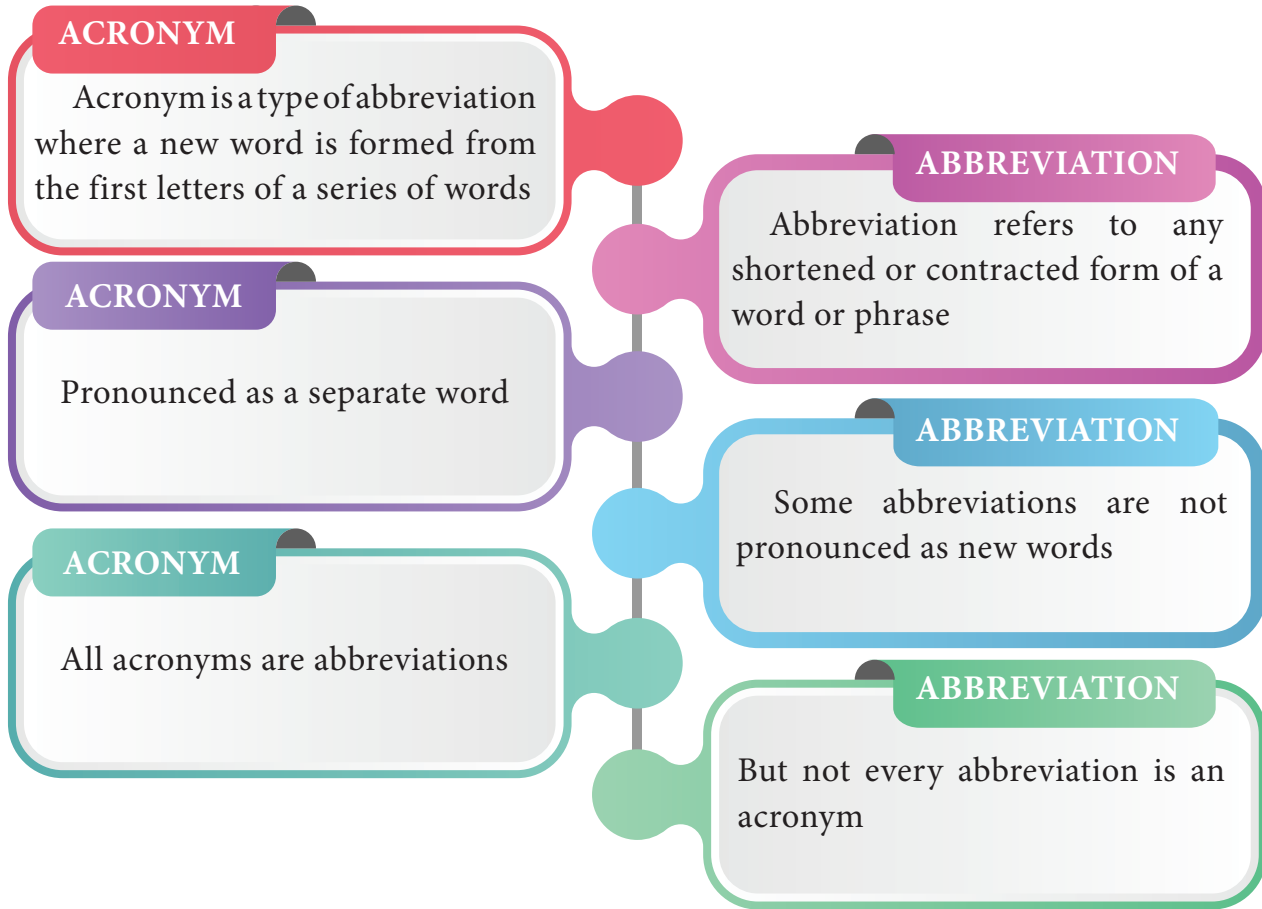 ACRONYM
Acronym is a type of abbreviation
where a new word is formed from
the first letters of a series of words
ABBREVIATION
Abbreviation refers to any
shortened or contracted form of a
word or phrase
ACRONYM
Pronounced as a separate word
ABBREVIATION
Some abbreviations are not
pronounced as new words
ACRONYM
All acronyms are abbreviations
ABBREVIATION
But not every abbreviation is an
acronym